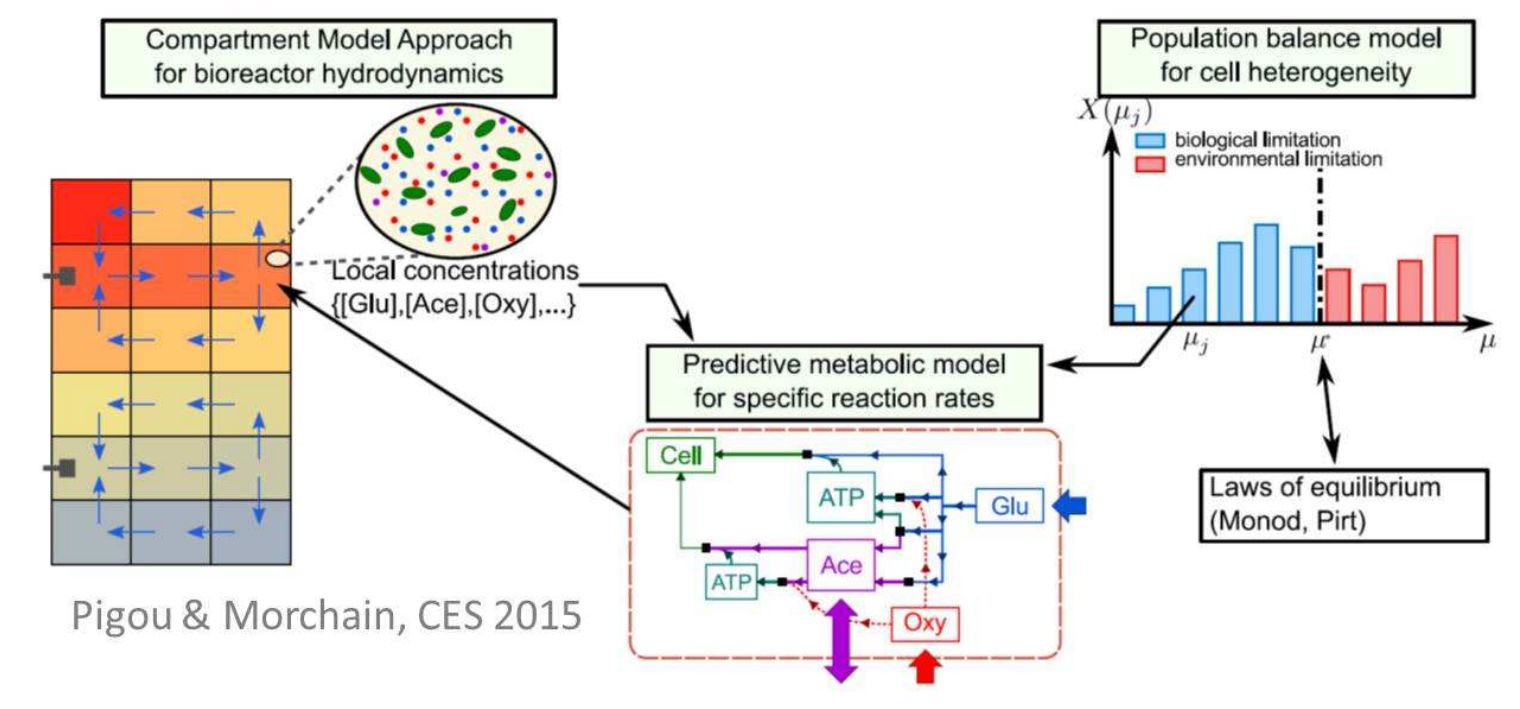 Compartment Model Approach
for bioreactor hydrodynamics
Population balance model
for cell heterogeneity
X(μj)
biological limitation
environmental limitation
μj
μ*
μ
Local concentrations
{[Glu],[Ace],[Oxy],...}
Predictive metabolic model
for specific reaction rates
Cell
ATP
Glu
Ace
ATP
Oxy
Laws of equilibrium
(Monod, Pirt)
Pigou & Morchain, CES 2015